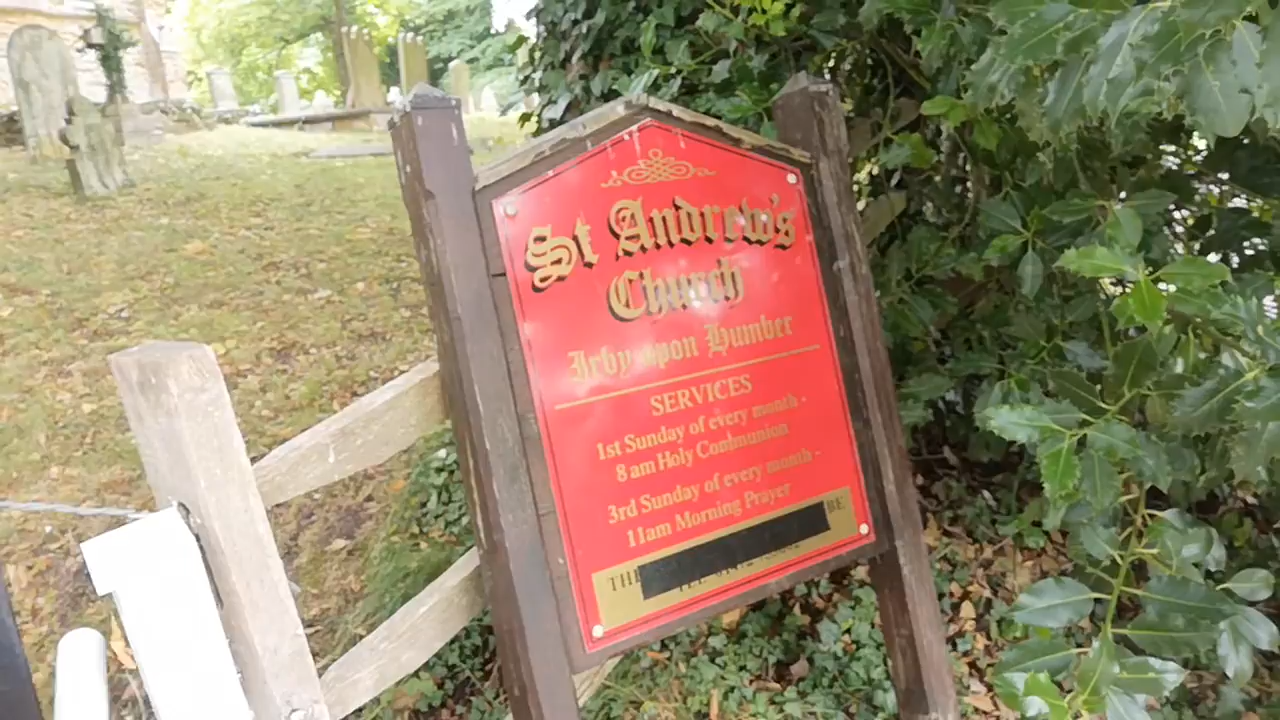 St Andrew's
Church
Irby upon Humber
SERVICES
1st Sunday of every month -
8 am Holy Communion
3rd Sunday of every month -
11am Morning Prayer
BE